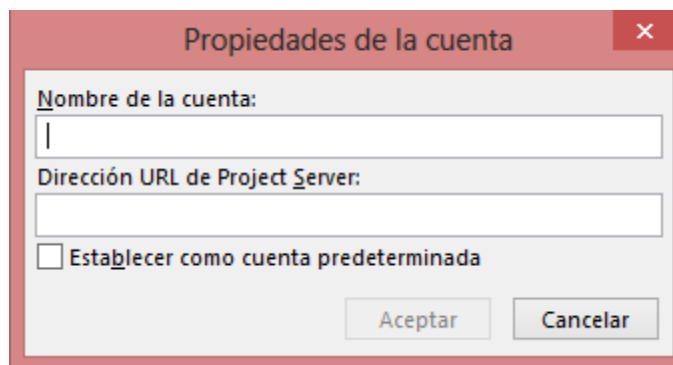 Propiedades de la cuenta
Nombre de la cuenta:
Dirección URL de Project Server:
Establecer como cuenta predeterminada
Aceptar Cancelar